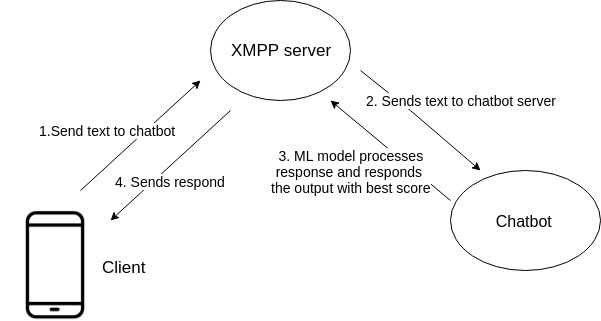 XMPP server
1.Send text to chatbot
2. Sends text to chatbot server
3. ML model processes
response and responds
the output with best score
4. Sends respond
Chatbot
Client